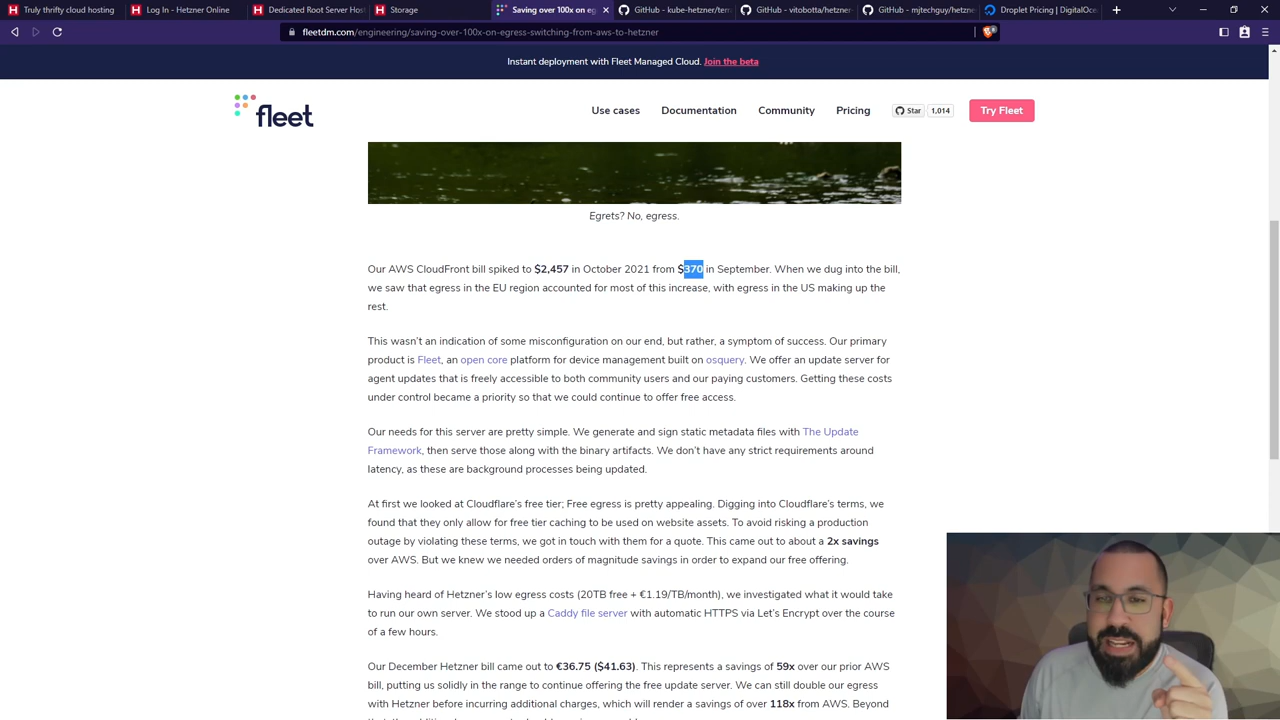 Truly thrifty cloud hosting
Log In - Hetzner Online
Dedicated Root Server Host
Storage
Saving over 100x on eg
GitHub - kube-hetzner/terr
GitHub - vitobotta/hetzner-
GitHub - mjtechguy/hetzne
Droplet Pricing | DigitalOce
fleetdm.com/engineering/saving-over-100x-on-egress-switching-from-aws-to-hetzner
Instant deployment with Fleet Managed Cloud. Join the beta
fleet
Use cases
Documentation
Community
Pricing
Star
1,014
Try Fleet
Egrets? No, egress.
Our AWS CloudFront bill spiked to $2,457 in October 2021 from $370 in September. When we dug into the bill,
we saw that egress in the EU region accounted for most of this increase, with egress in the US making up the
rest.
This wasn't an indication of some misconfiguration on our end, but rather, a symptom of success. Our primary
product is Fleet, an open core platform for device management built on osquery. We offer an update server for
agent updates that is freely accessible to both community users and our paying customers. Getting these costs
under control became a priority so that we could continue to offer free access.
Our needs for this server are pretty simple. We generate and sign static metadata files with The Update
Framework, then serve those along with the binary artifacts. We don't have any strict requirements around
latency, as these are background processes being updated.
At first we looked at Cloudflare's free tier; Free egress is pretty appealing. Digging into Cloudflare's terms, we
found that they only allow for free tier caching to be used on website assets. To avoid risking a production
outage by violating these terms, we got in touch with them for a quote. This came out to about a 2x savings
over AWS. But we knew we needed orders of magnitude savings in order to expand our free offering.
Having heard of Hetzner's low egress costs (20TB free + €1.19/TB/month), we investigated what it would take
to run our own server. We stood up a Caddy file server with automatic HTTPS via Let's Encrypt over the course
of a few hours.
Our December Hetzner bill came out to €36.75 ($41.63). This represents a savings of 59x over our prior AWS
bill, putting us solidly in the range to continue offering the free update server. We can still double our egress
with Hetzner before incurring additional charges, which will render a savings of over 118x from AWS. Beyond